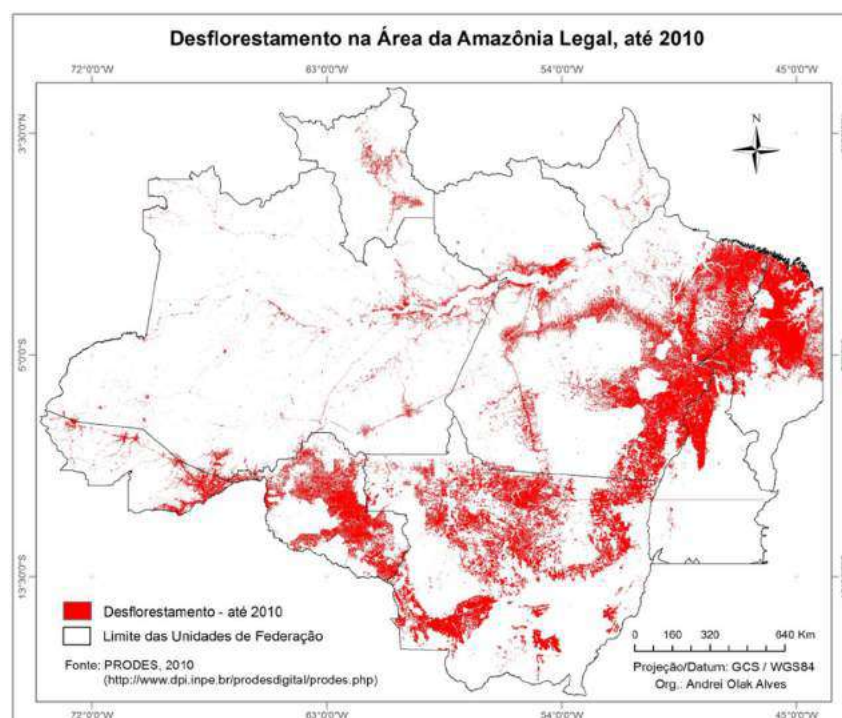 Desflorestamento na Área da Amazônia Legal, até 2010
72°0'0"W 63°0'0"W 54°0'0"W 45°0'0"W
3°30'0"N
N
6°0'0"S
13°30'0"S
Desflorestamento - até 2010
Limite das Unidades de Federação
0 160 320 640 Km
Fonte: PRODES, 2010
(http://www.dpi.inpe.br/prodesdigital/prodes.php)
Projeção/Datum: GCS / WGS84
Org.: Andrei Olak Alves
72°0'0"W 63°0'0"W 54°0'0"W 45°0'0"W